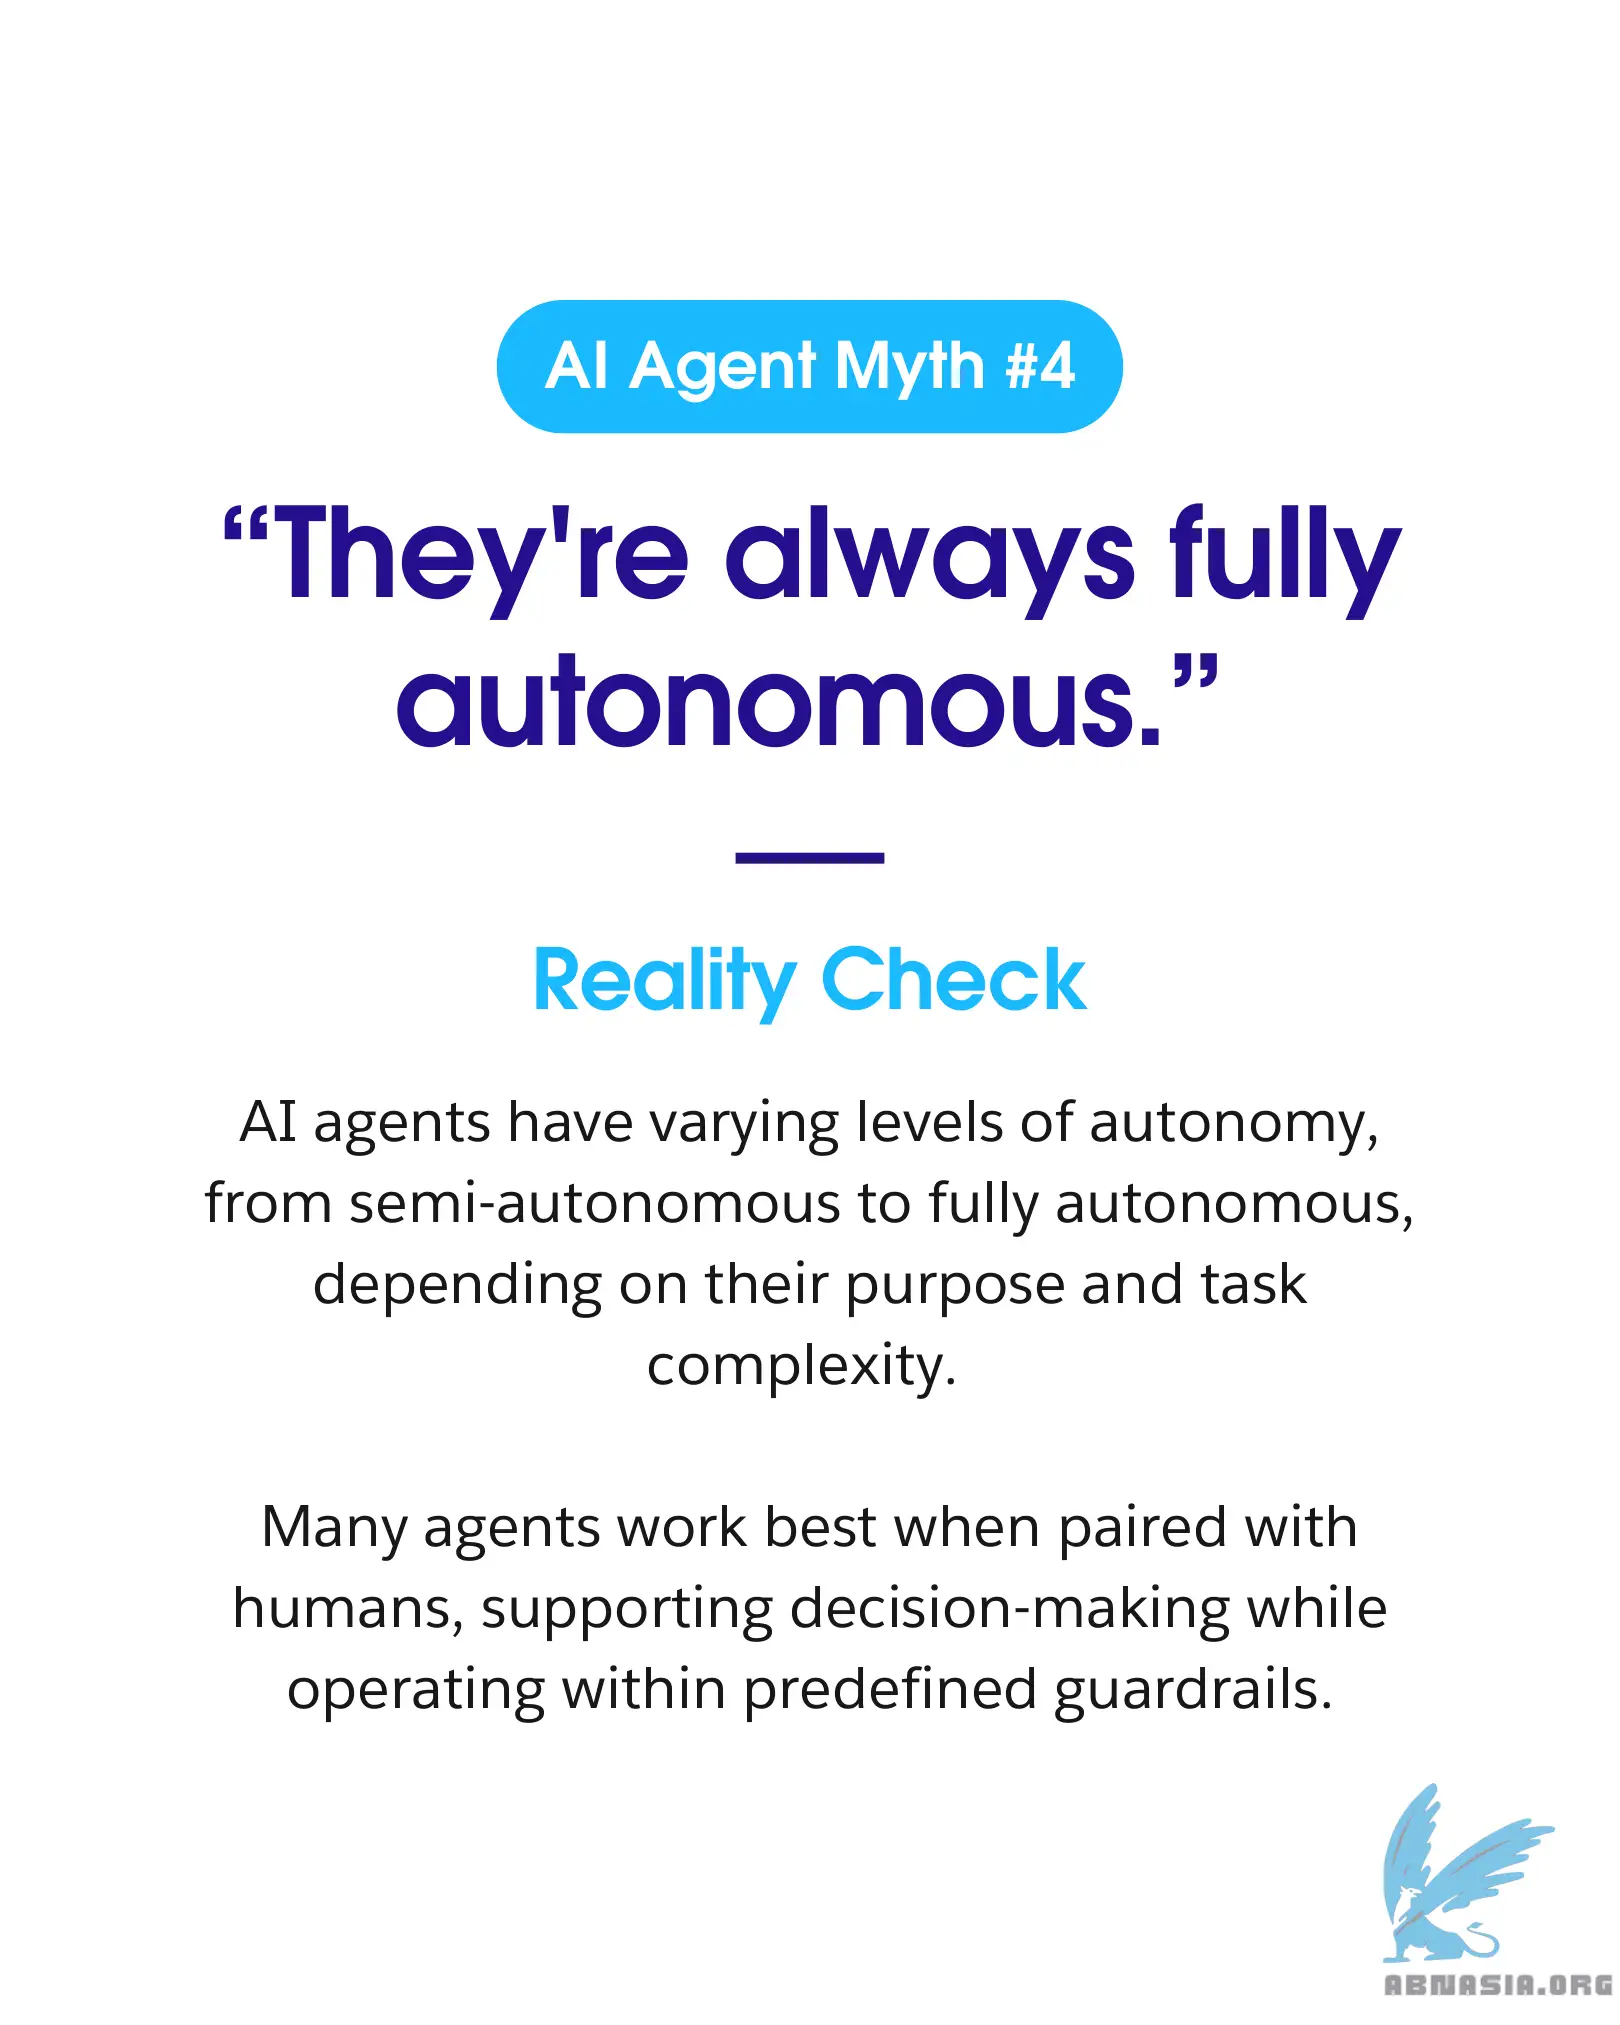 AI Agent Myth #4
“They're always fully
autonomous.”
Reality Check
AI agents have varying levels of autonomy,
from semi-autonomous to fully autonomous,
depending on their purpose and task
complexity.
Many agents work best when paired with
humans, supporting decision-making while
operating within predefined guardrails.
ABNASIA.ORG